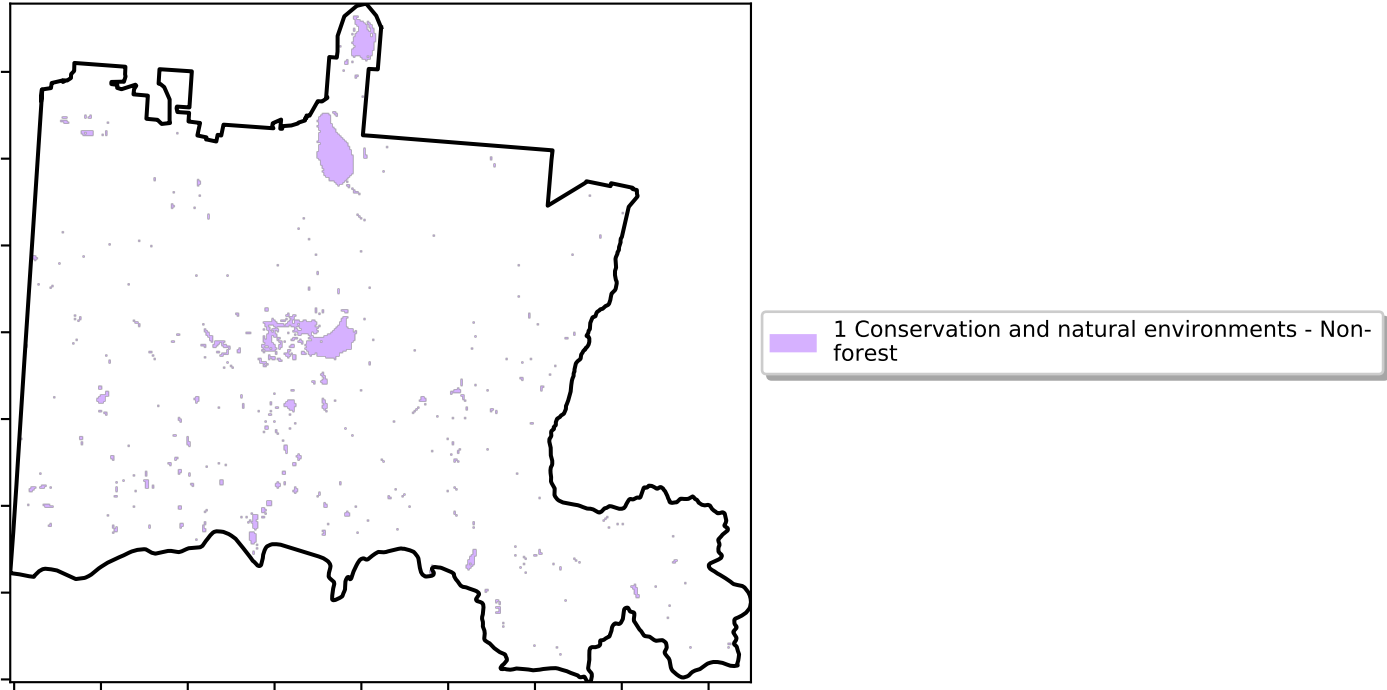 1 Conservation and natural environments - Non-
forest